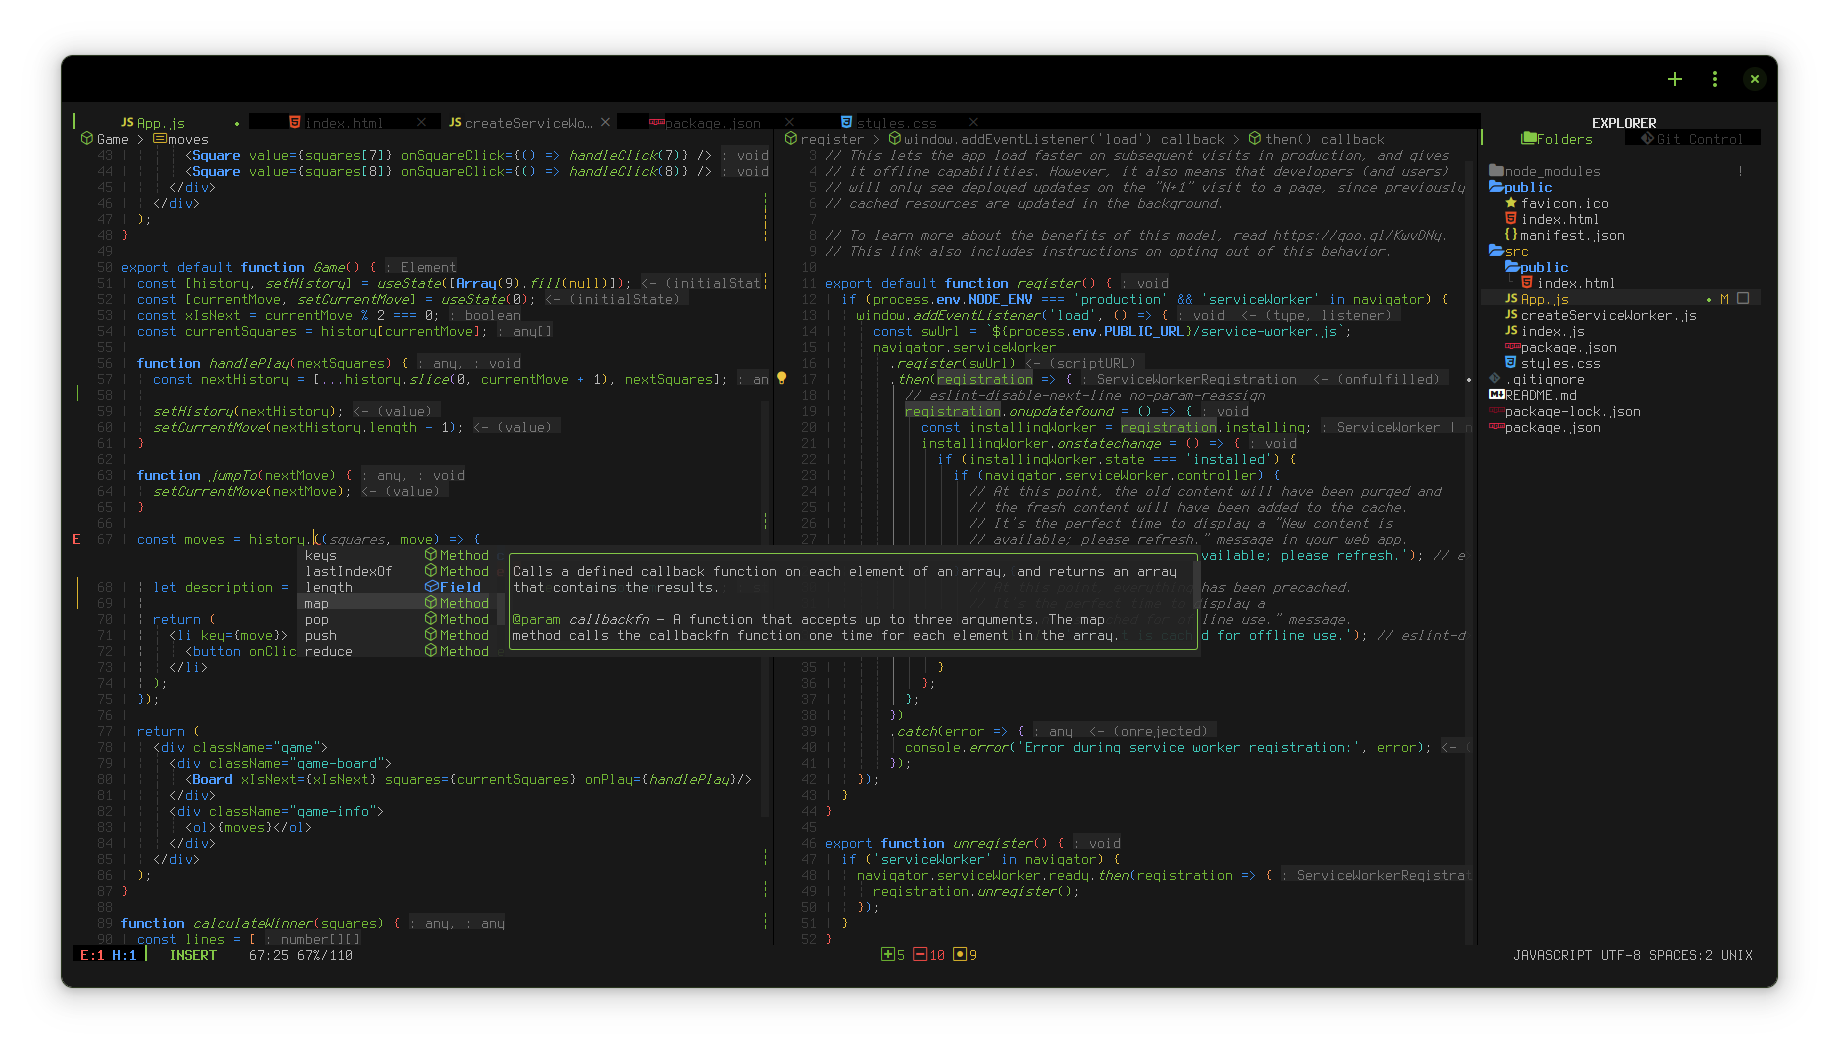 JS App.js
index.html
JS createServiceWo...
package.json
styles.css
Game > moves
43 <Square value={squares[7]} onSquareClick={() => handleClick(7)} /> : void
44 <Square value={squares[8]} onSquareClick={() => handleClick(8)} /> : void
45 </div>
46 </div>
47 );
48 }
49
50 export default function Game() { : Element
51 const [history, setHistory] = useState([Array(9).fill(null)]); <- (initialStat
52 const [currentMove, setCurrentMove] = useState(0); <- (initialState)
53 const xIsNext = currentMove % 2 === 0; : boolean
54 const currentSquares = history[currentMove]; : any[]
55
56 function handlePlay(nextSquares) { : any, : void
57 const nextHistory = [...history.slice(0, currentMove + 1), nextSquares]; : an
58
59 setHistory(nextHistory); <- (value)
60 setCurrentMove(nextHistory.length - 1); <- (value)
61 }
62
63 function jumpTo(nextMove) { : any, : void
64 setCurrentMove(nextMove); <- (value)
65 }
66
E 67 const moves = history.((squares, move) => {
keys Method
lastIndexOf Method
length Field
map Method
pop Method
push Method
reduce Method
Calls a defined callback function on each element of an array, and returns an array
that contains the results.
@param callbackfn – A function that accepts up to three arguments. The map
method calls the callbackfn function one time for each element in the array.
68 let description =
69
70 return (
71 <li key={move}>
72 <button onClic
73 </li>
74 );
75 });
76
77 return (
78 <div className="game">
79 <div className="game-board">
80 <Board xIsNext={xIsNext} squares={currentSquares} onPlay={handlePlay}/>
81 </div>
82 <div className="game-info">
83 <ol>{moves}</ol>
84 </div>
85 </div>
86 );
87 }
88
89 function calculateWinner(squares) { : any, : any
90 const lines = [ : number[][]
register > window.addEventListener('load') callback > then() callback
3 // This lets the app load faster on subsequent visits in production, and gives
4 // it offline capabilities. However, it also means that developers (and users)
5 // will only see deployed updates on the "N+1" visit to a page, since previously
6 // cached resources are updated in the background.
7
8 // To learn more about the benefits of this model, read https://goo.gl/KwvDNy.
9 // This link also includes instructions on opting out of this behavior.
10
11 export default function register() { : void
12 if (process.env.NODE_ENV === 'production' && 'serviceWorker' in navigator) {
13 window.addEventListener('load', () => { : void <- (type, listener)
14 const swUrl = `${process.env.PUBLIC_URL}/service-worker.js`;
15 navigator.serviceWorker
16 .register(swUrl) <- (scriptURL)
17 .then(registration => { : ServiceWorkerRegistration <- (onfulfilled)
18 // eslint-disable-next-line no-param-reassign
19 registration.onupdatefound = () => { : void
20 const installingWorker = registration.installing; : ServiceWorker | n
21 installingWorker.onstatechange = () => { : void
22 if (installingWorker.state === 'installed') {
23 if (navigator.serviceWorker.controller) {
24 // At this point, the old content will have been purged and
25 // the fresh content will have been added to the cache.
26 // It's the perfect time to display a "New content is
27 // available; please refresh." message in your web app.
vailable; please refresh.'); // e
has been precached.
isplay a
line use." message.
d for offline use.'); // eslint-d
35 }
36 };
37 };
38 })
39 .catch(error => { : any <- (onrejected)
40 console.error('Error during service worker registration:', error); <- (
41 });
42 });
43 }
44 }
45
46 export function unregister() { : void
47 if ('serviceWorker' in navigator) {
48 navigator.serviceWorker.ready.then(registration => { : ServiceWorkerRegistrat
49 registration.unregister();
50 });
51 }
52 }
EXPLORER
Folders Git Control
node_modules !
public
favicon.ico
index.html
{} manifest.json
src
public
index.html
JS App.js • M
JS createServiceWorker.js
JS index.js
package.json
styles.css
.gitignore
README.md
package-lock.json
package.json
E:1 H:1 INSERT 67:25 67%/110
5 10 9
JAVASCRIPT UTF-8 SPACES:2 UNIX